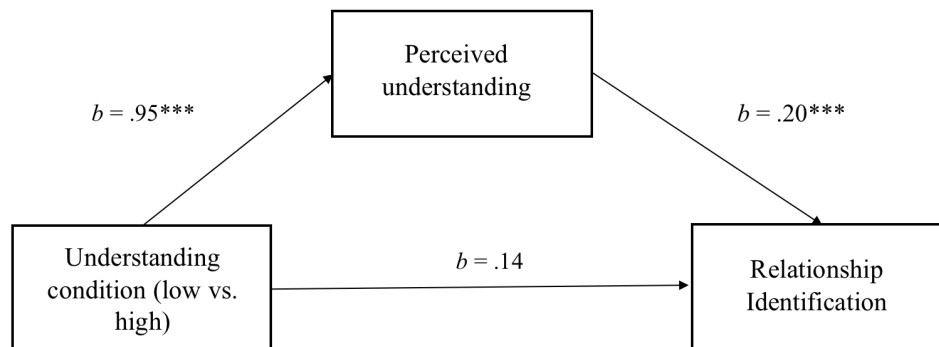 Perceived
understanding
b = .95***
b = .20***
Understanding
condition (low vs.
high)
b = .14
Relationship
Identification